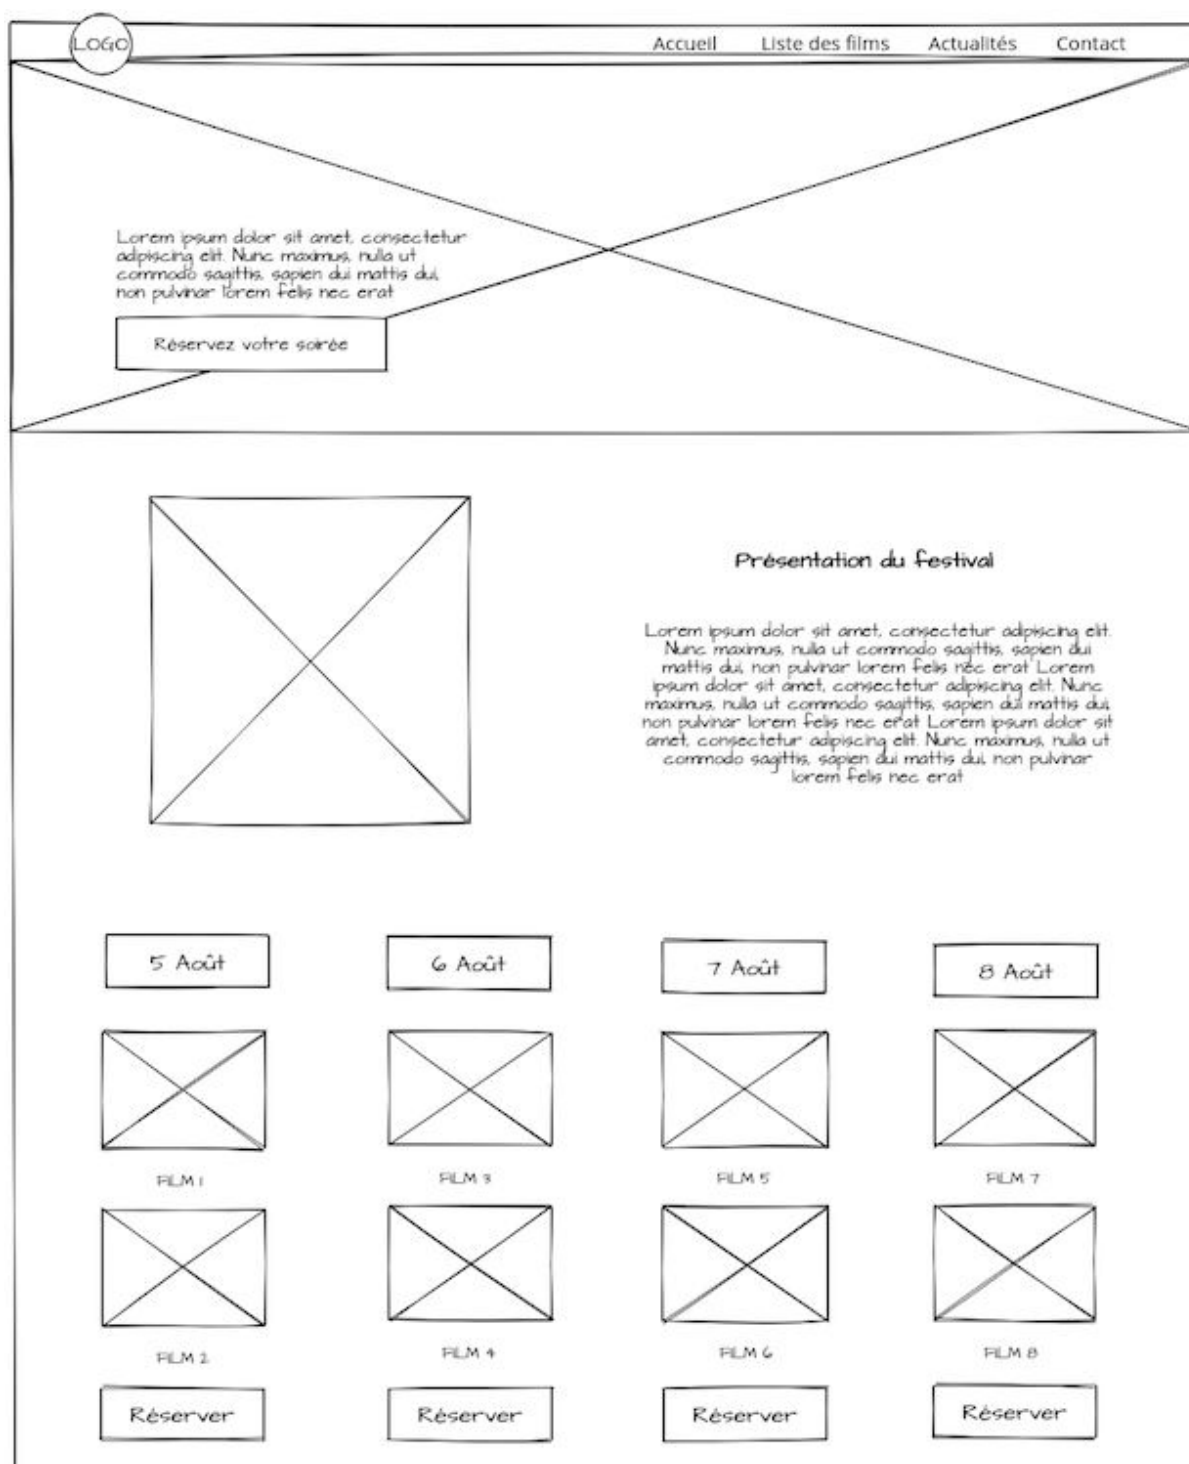 LOGO
Accueil Liste des films Actualités Contact
Lorem ipsum dolor sit amet, consectetur
adipiscing elit. Nunc maximus, nulla ut
commodo sagittis, sapien dui mattis dui,
non pulvinar lorem felis nec erat
Réservez votre soirée
Présentation du festival
Lorem ipsum dolor sit amet, consectetur adipiscing elit.
Nunc maximus, nulla ut commodo sagittis, sapien dui
mattis dui, non pulvinar lorem felis nec erat Lorem
ipsum dolor sit amet, consectetur adipiscing elit. Nunc
maximus, nulla ut commodo sagittis, sapien dui mattis dui,
non pulvinar lorem felis nec erat Lorem ipsum dolor sit
amet, consectetur adipiscing elit. Nunc maximus, nulla ut
commodo sagittis, sapien dui mattis dui, non pulvinar
lorem felis nec erat
5 Août 6 Août 7 Août 8 Août
FILM 1 FILM 3 FILM 5 FILM 7
FILM 2 FILM 4 FILM 6 FILM 8
Réserver Réserver Réserver Réserver